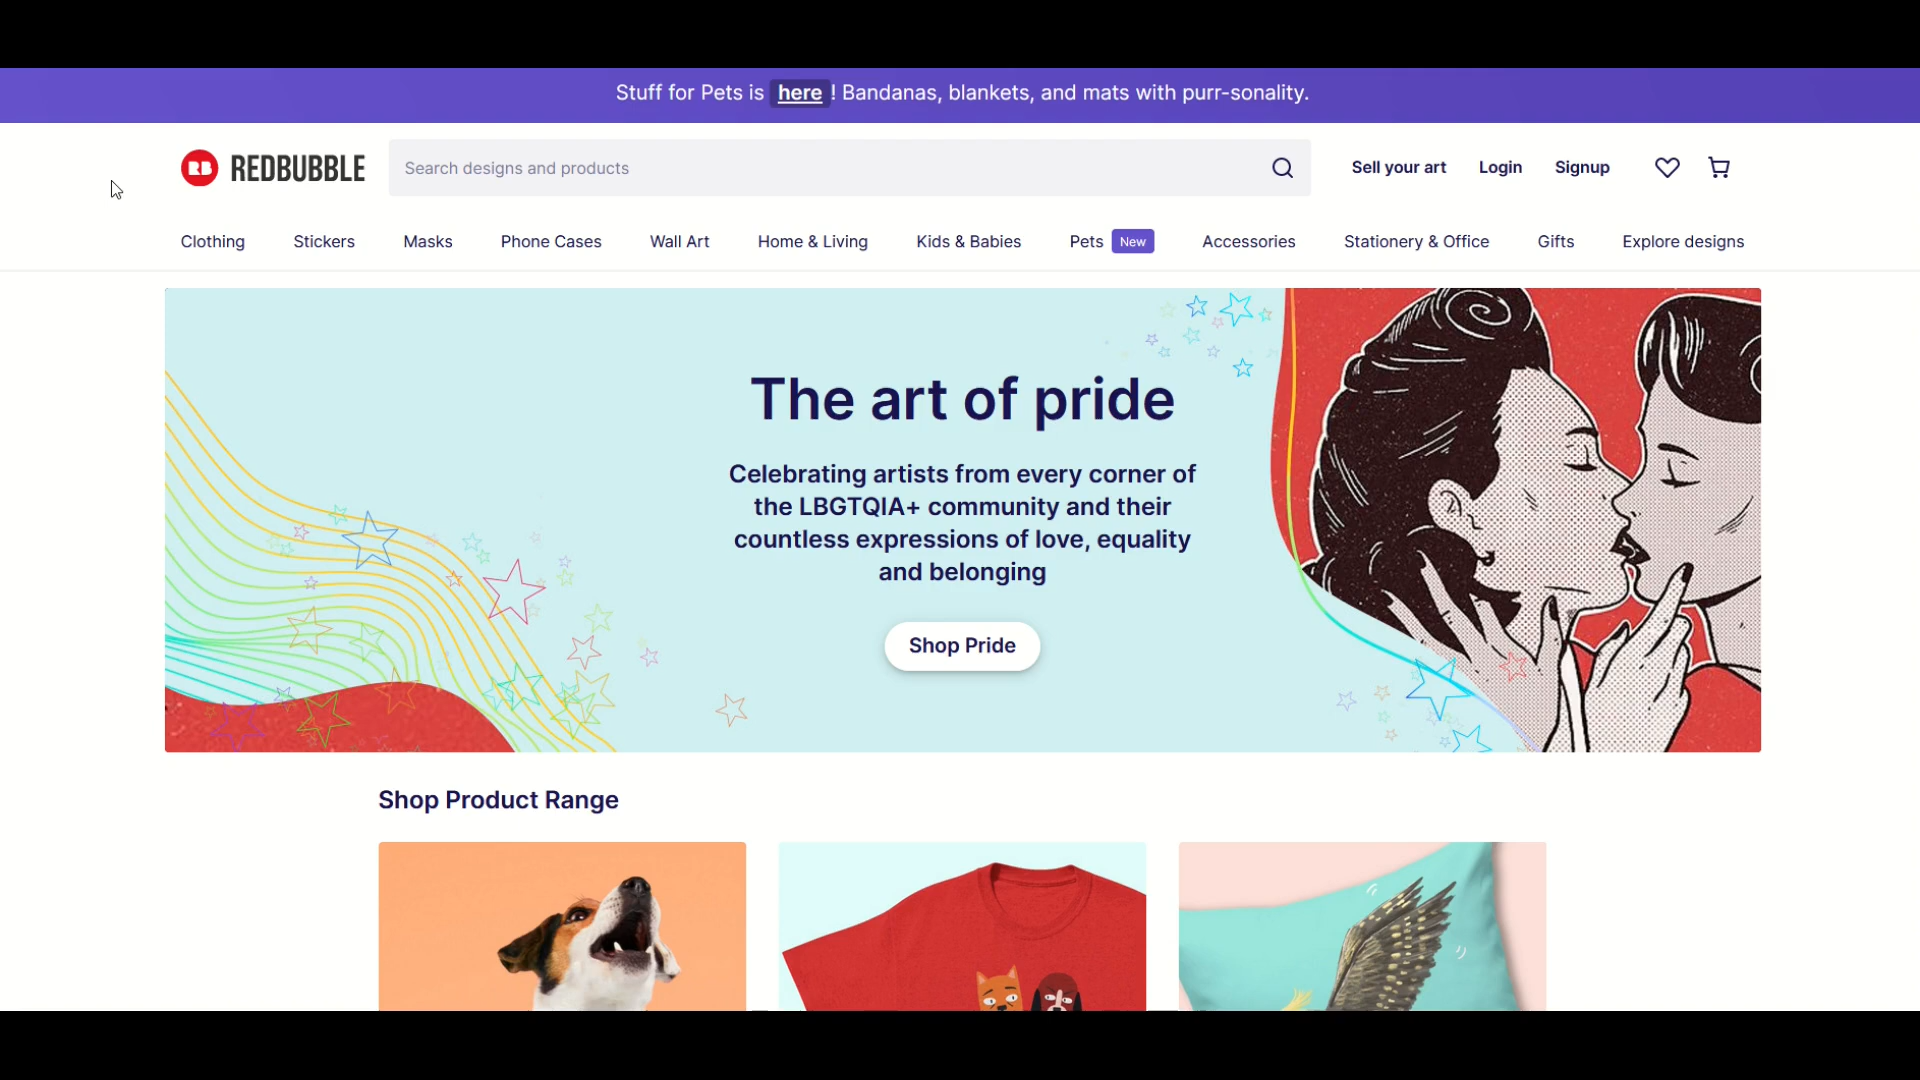 Stuff for Pets is here ! Bandanas, blankets, and mats with purr-sonality.
RB REDBUBBLE
Search designs and products
Sell your art
Login
Signup
Clothing
Stickers
Masks
Phone Cases
Wall Art
Home & Living
Kids & Babies
Pets New
Accessories
Stationery & Office
Gifts
Explore designs
The art of pride
Celebrating artists from every corner of
the LBGTQIA+ community and their
countless expressions of love, equality
and belonging
Shop Pride
Shop Product Range